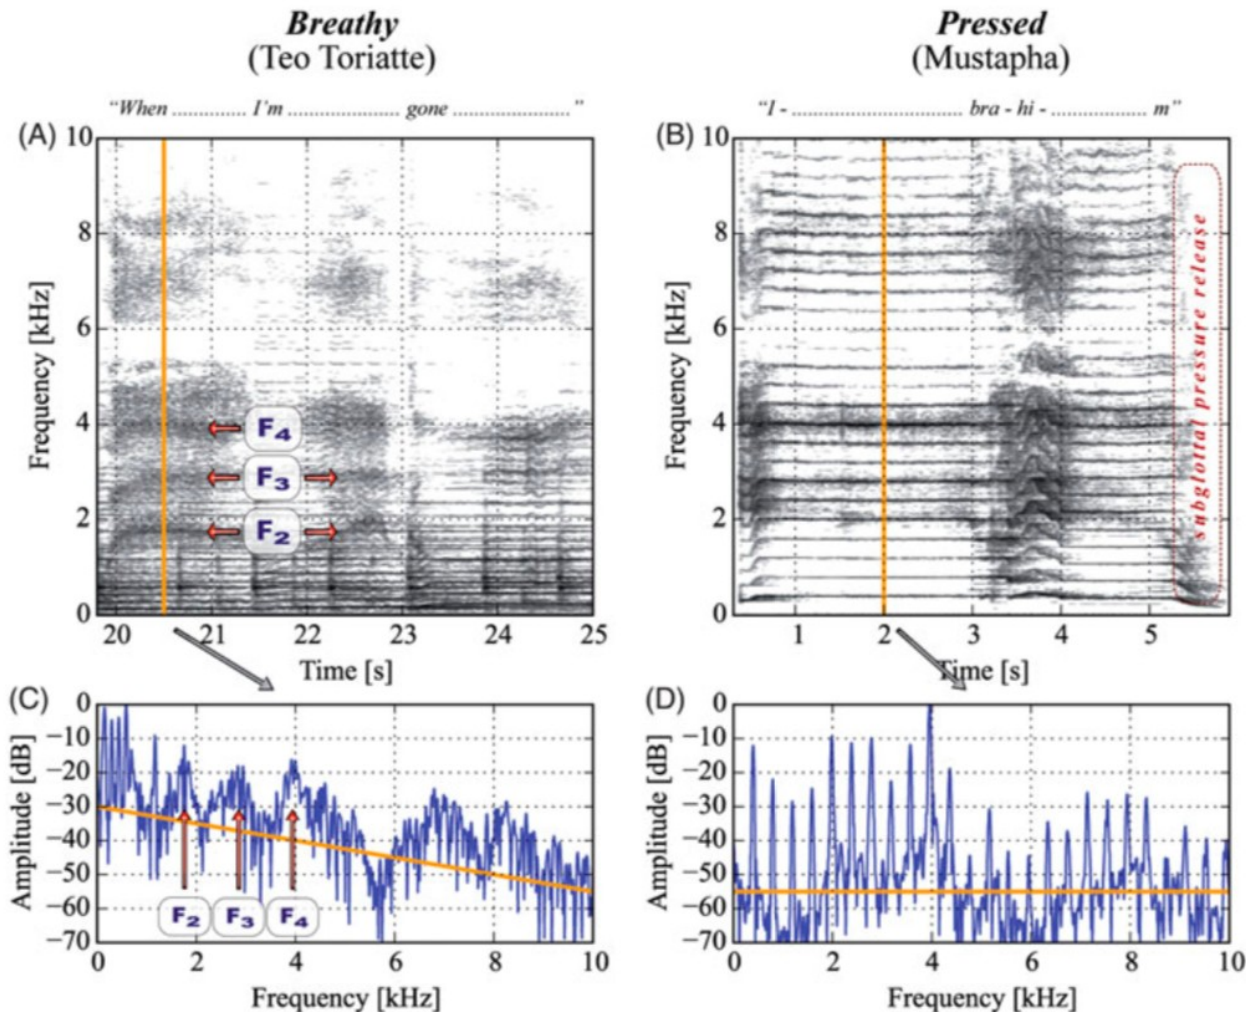 Breathy
(Teo Toriatte)
Pressed
(Mustapha)
"When ............. I'm .................... gone ..................... "
"I - .............................. bra - hi - ................. m"
(A)
10
8
6
4
2
0
Frequency [kHz]
F4
F3
F2
20 21 22 23 24 25
Time [s]
(B)
10
8
6
4
2
0
Frequency [kHz]
subglottal pressure release
1 2 3 4 5
Time [s]
(C)
0
−10
−20
−30
−40
−50
−60
−70
Amplitude [dB]
F2 F3 F4
0 2 4 6 8 10
Frequency [kHz]
(D)
0
−10
−20
−30
−40
−50
−60
−70
Amplitude [dB]
0 2 4 6 8 10
Frequency [kHz]